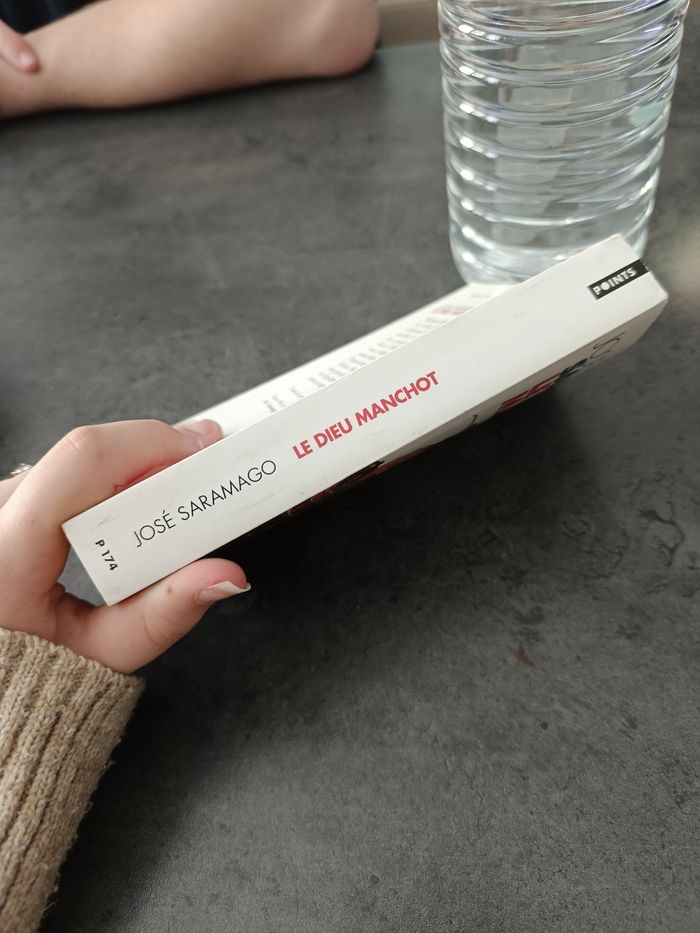 P 174
JOSÉ SARAMAGO
LE DIEU MANCHOT
POINTS